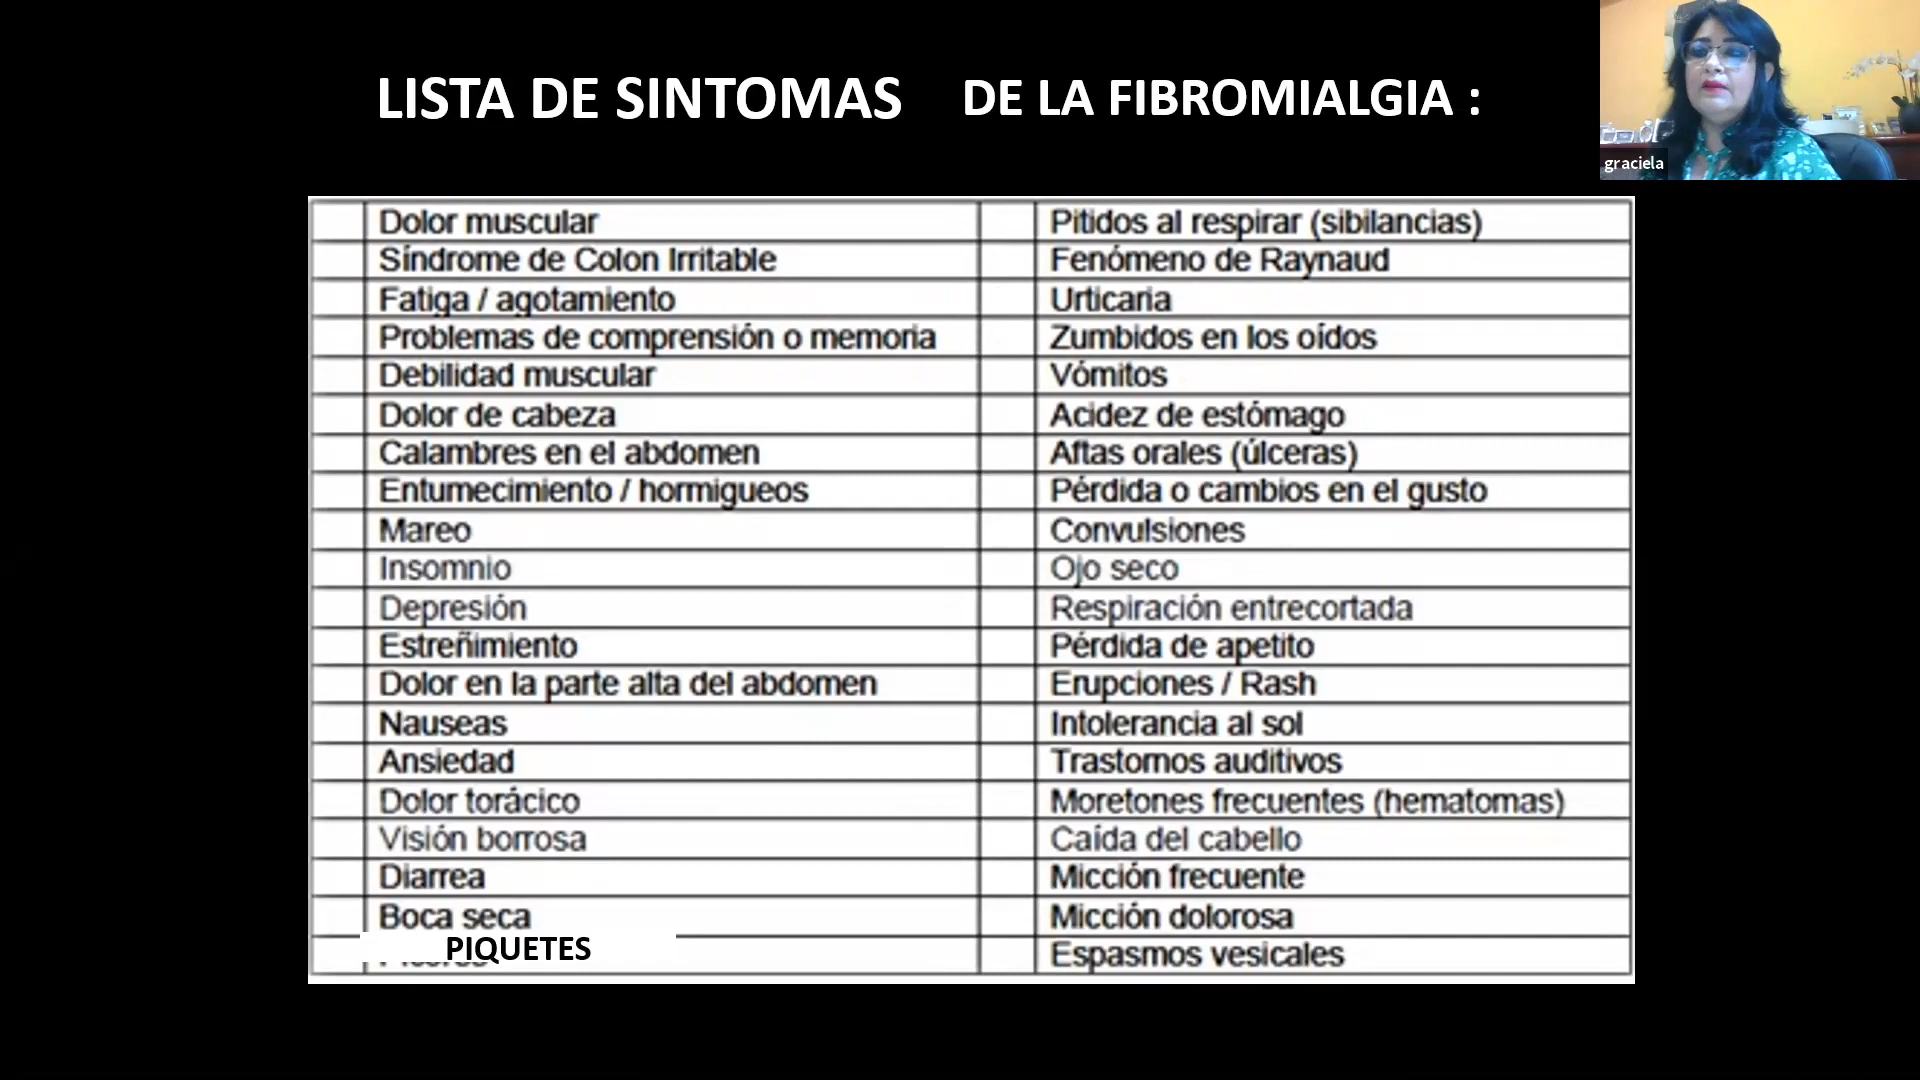 LISTA DE SINTOMAS DE LA FIBROMIALGIA :
graciela
Dolor muscular
Síndrome de Colon Irritable
Fatiga / agotamiento
Problemas de comprensión o memoria
Debilidad muscular
Dolor de cabeza
Calambres en el abdomen
Entumecimiento / hormigueos
Mareo
Insomnio
Depresión
Estreñimiento
Dolor en la parte alta del abdomen
Nauseas
Ansiedad
Dolor torácico
Visión borrosa
Diarrea
Boca seca
PIQUETES
Pitidos al respirar (sibilancias)
Fenómeno de Raynaud
Urticaria
Zumbidos en los oídos
Vómitos
Acidez de estómago
Aftas orales (úlceras)
Pérdida o cambios en el gusto
Convulsiones
Ojo seco
Respiración entrecortada
Pérdida de apetito
Erupciones / Rash
Intolerancia al sol
Trastornos auditivos
Moretones frecuentes (hematomas)
Caída del cabello
Micción frecuente
Micción dolorosa
Espasmos vesicales